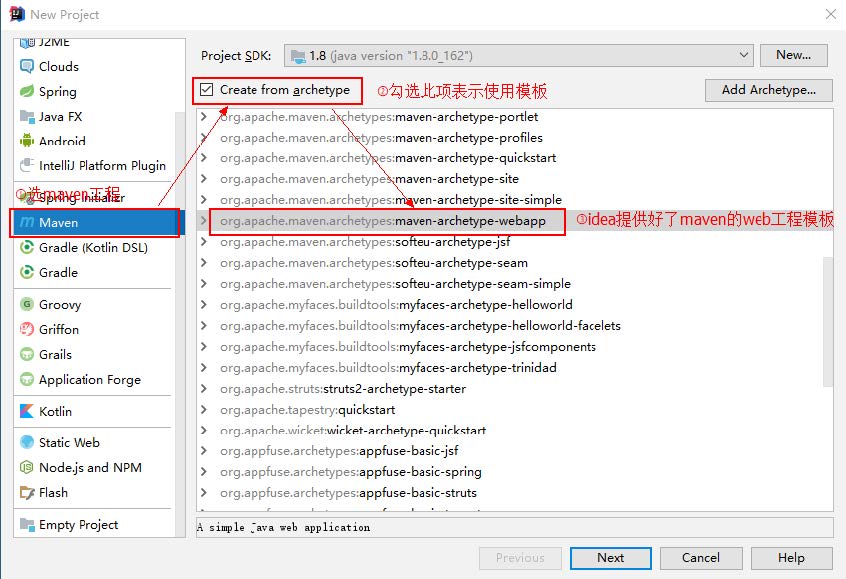 New Project
J2ME
Clouds
Spring
Java FX
Android
IntelliJ Platform Plugin
①选maven工程
Spring Initializr
Maven
Gradle (Kotlin DSL)
Gradle
Groovy
Griffon
Grails
Application Forge
Kotlin
Static Web
Node.js and NPM
Flash
Empty Project
Project SDK: 1.8 (java version "1.8.0_162") New...
Create from archetype ②勾选此项表示使用模板 Add Archetype...
org.apache.maven.archetypes:maven-archetype-portlet
org.apache.maven.archetypes:maven-archetype-profiles
org.apache.maven.archetypes:maven-archetype-quickstart
org.apache.maven.archetypes:maven-archetype-site
org.apache.maven.archetypes:maven-archetype-site-simple
org.apache.maven.archetypes:maven-archetype-webapp ③idea提供好了maven的web工程模板
org.apache.maven.archetypes:softeu-archetype-jsf
org.apache.maven.archetypes:softeu-archetype-seam
org.apache.maven.archetypes:softeu-archetype-seam-simple
org.apache.myfaces.buildtools:myfaces-archetype-helloworld
org.apache.myfaces.buildtools:myfaces-archetype-helloworld-facelets
org.apache.myfaces.buildtools:myfaces-archetype-jsfcomponents
org.apache.myfaces.buildtools:myfaces-archetype-trinidad
org.apache.struts:struts2-archetype-starter
org.apache.tapestry:quickstart
org.apache.wicket:wicket-archetype-quickstart
org.appfuse.archetypes:appfuse-basic-jsf
org.appfuse.archetypes:appfuse-basic-spring
org.appfuse.archetypes:appfuse-basic-struts
A simple Java web application
Previous Next Cancel Help